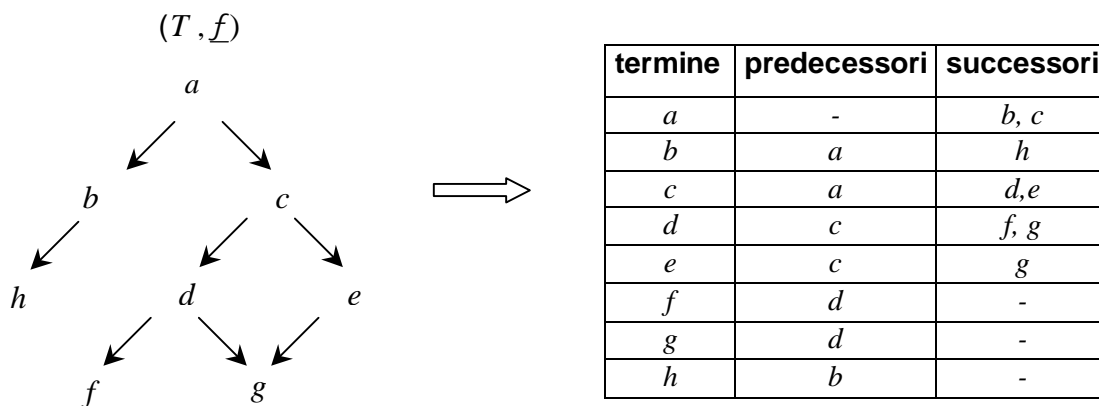 (T , f)
a
b c
h d e
f g
termine predecessori successori
a - b, c
b a h
c a d,e
d c f, g
e c g
f d -
g d -
h b -